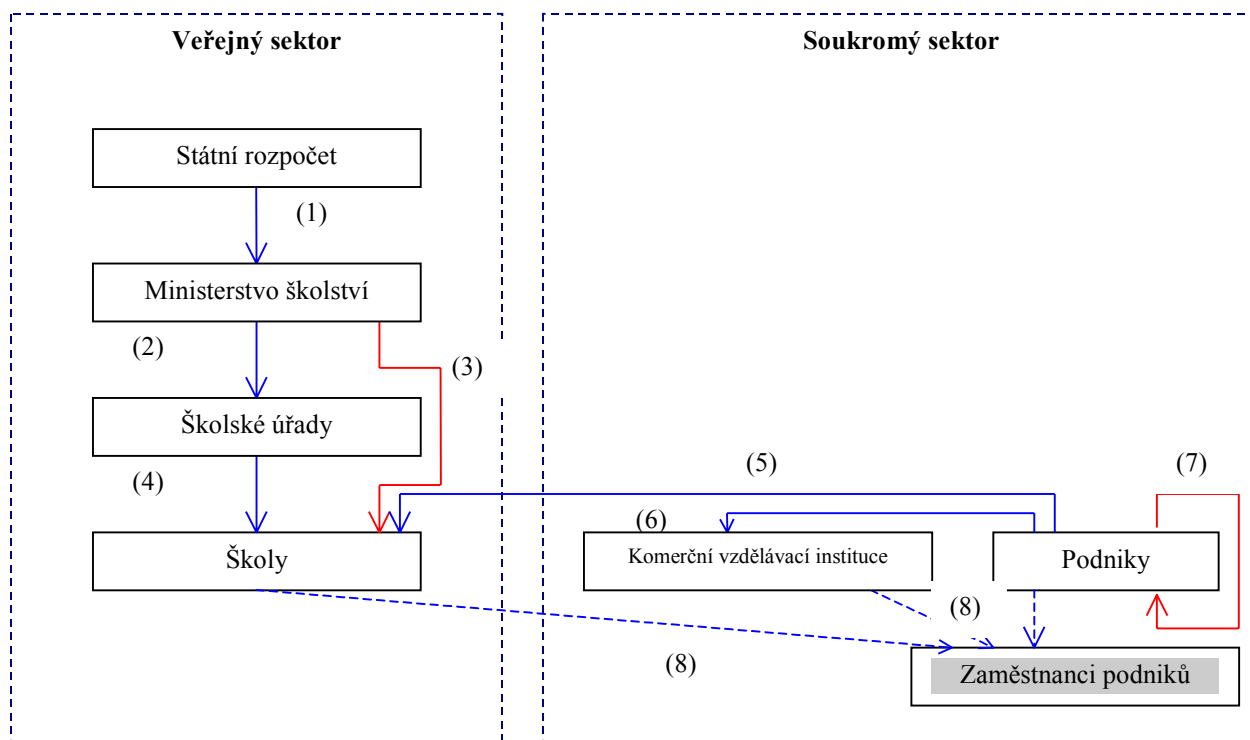 Veřejný sektor
Soukromý sektor
Státní rozpočet
(1)
Ministerstvo školství
(2)
(3)
Školské úřady
(4)
(5)
(7)
(6)
Školy
Komerční vzdělávací instituce
Podniky
(8)
(8)
Zaměstnanci podniků